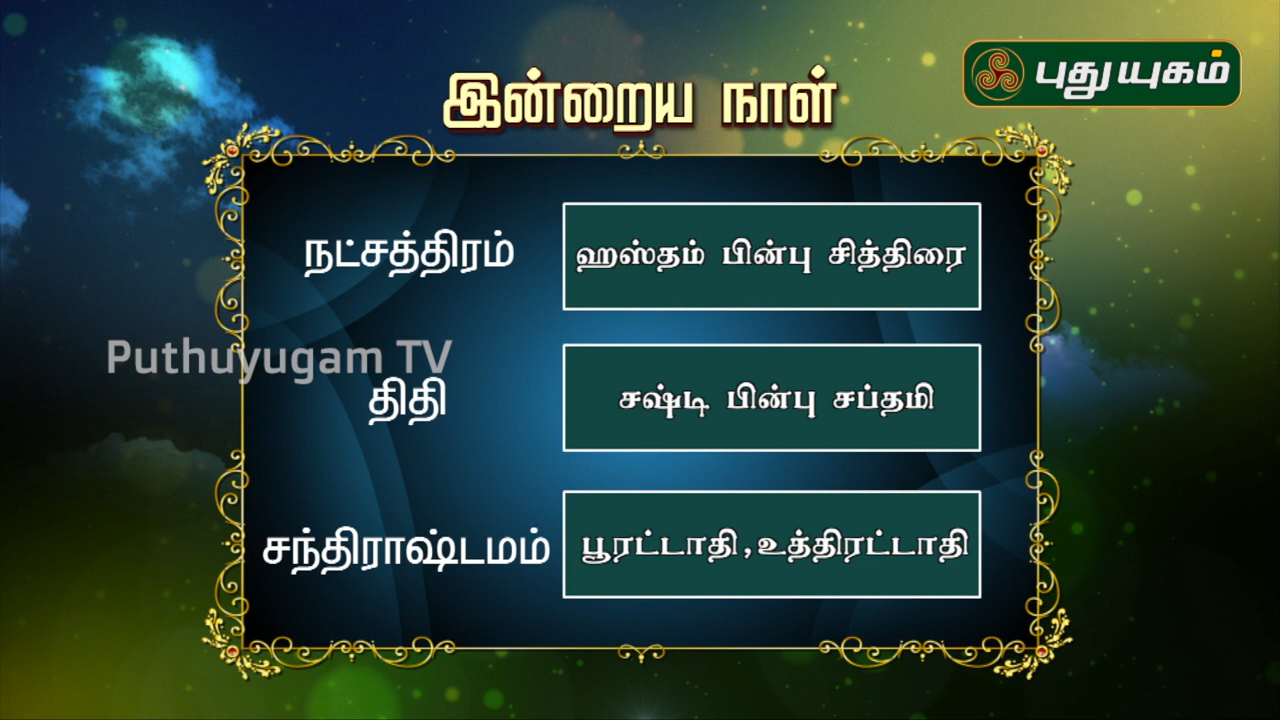 இன்றைய நாள்
புதுயுகம்
நட்சத்திரம் ஹஸ்தம் பின்பு சித்திரை
Puthuyugam TV
திதி சஷ்டி பின்பு சப்தமி
சந்திராஷ்டமம் பூரட்டாதி,உத்திரட்டாதி